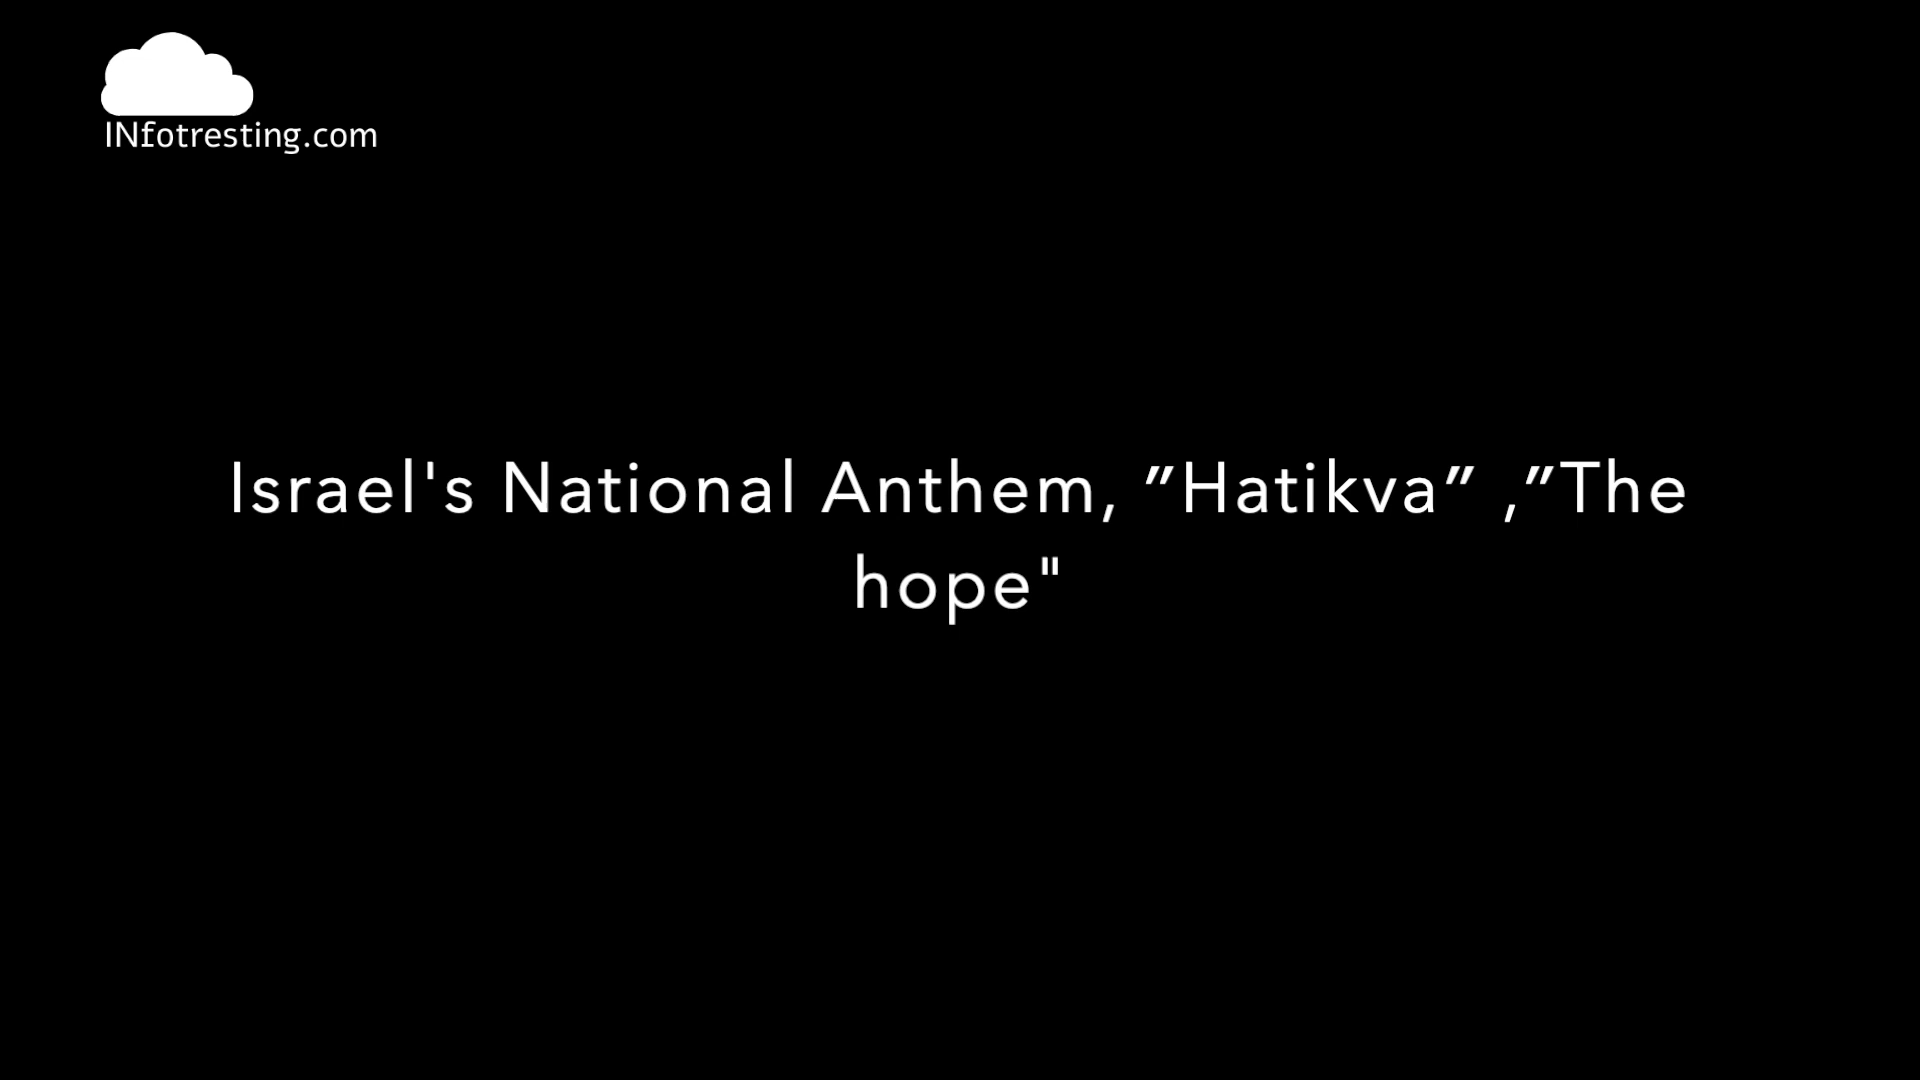 INfotresting.com
Israel's National Anthem, ”Hatikva” ,”The
hope"